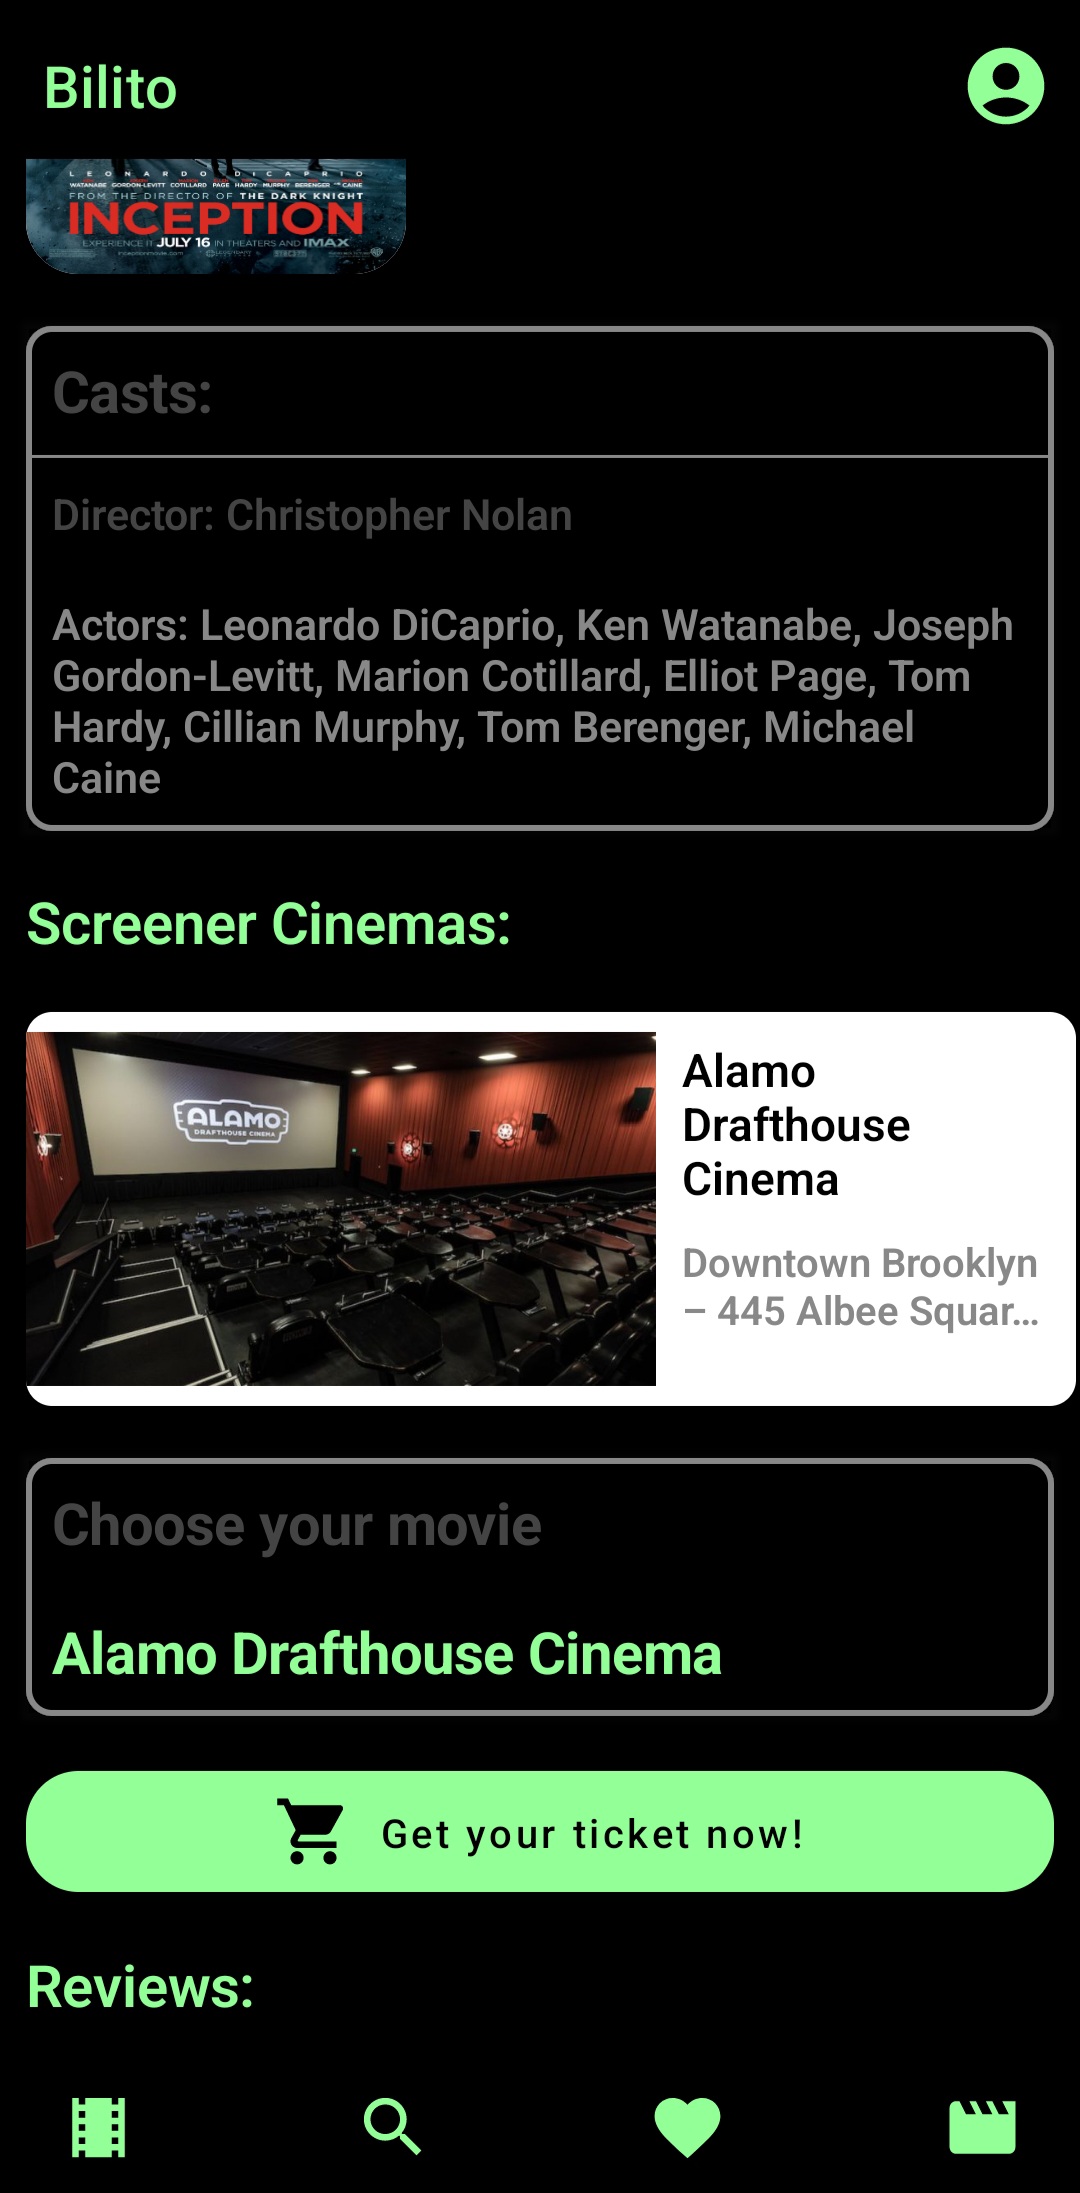 Bilito
LEONARDO DICAPRIO
WATANABE GORDON-LEVITT COTILLARD PAGE HARDY MURPHY BERENGER AND CAINE
FROM THE DIRECTOR OF THE DARK KNIGHT
INCEPTION
EXPERIENCE IT JULY 16 IN THEATERS AND IMAX
inceptionmovie.com
Casts:
Director: Christopher Nolan
Actors: Leonardo DiCaprio, Ken Watanabe, Joseph
Gordon-Levitt, Marion Cotillard, Elliot Page, Tom
Hardy, Cillian Murphy, Tom Berenger, Michael
Caine
Screener Cinemas:
ALAMO
DRAFTHOUSE CINEMA
Alamo
Drafthouse
Cinema
Downtown Brooklyn
– 445 Albee Squar...
Choose your movie
Alamo Drafthouse Cinema
Get your ticket now!
Reviews: